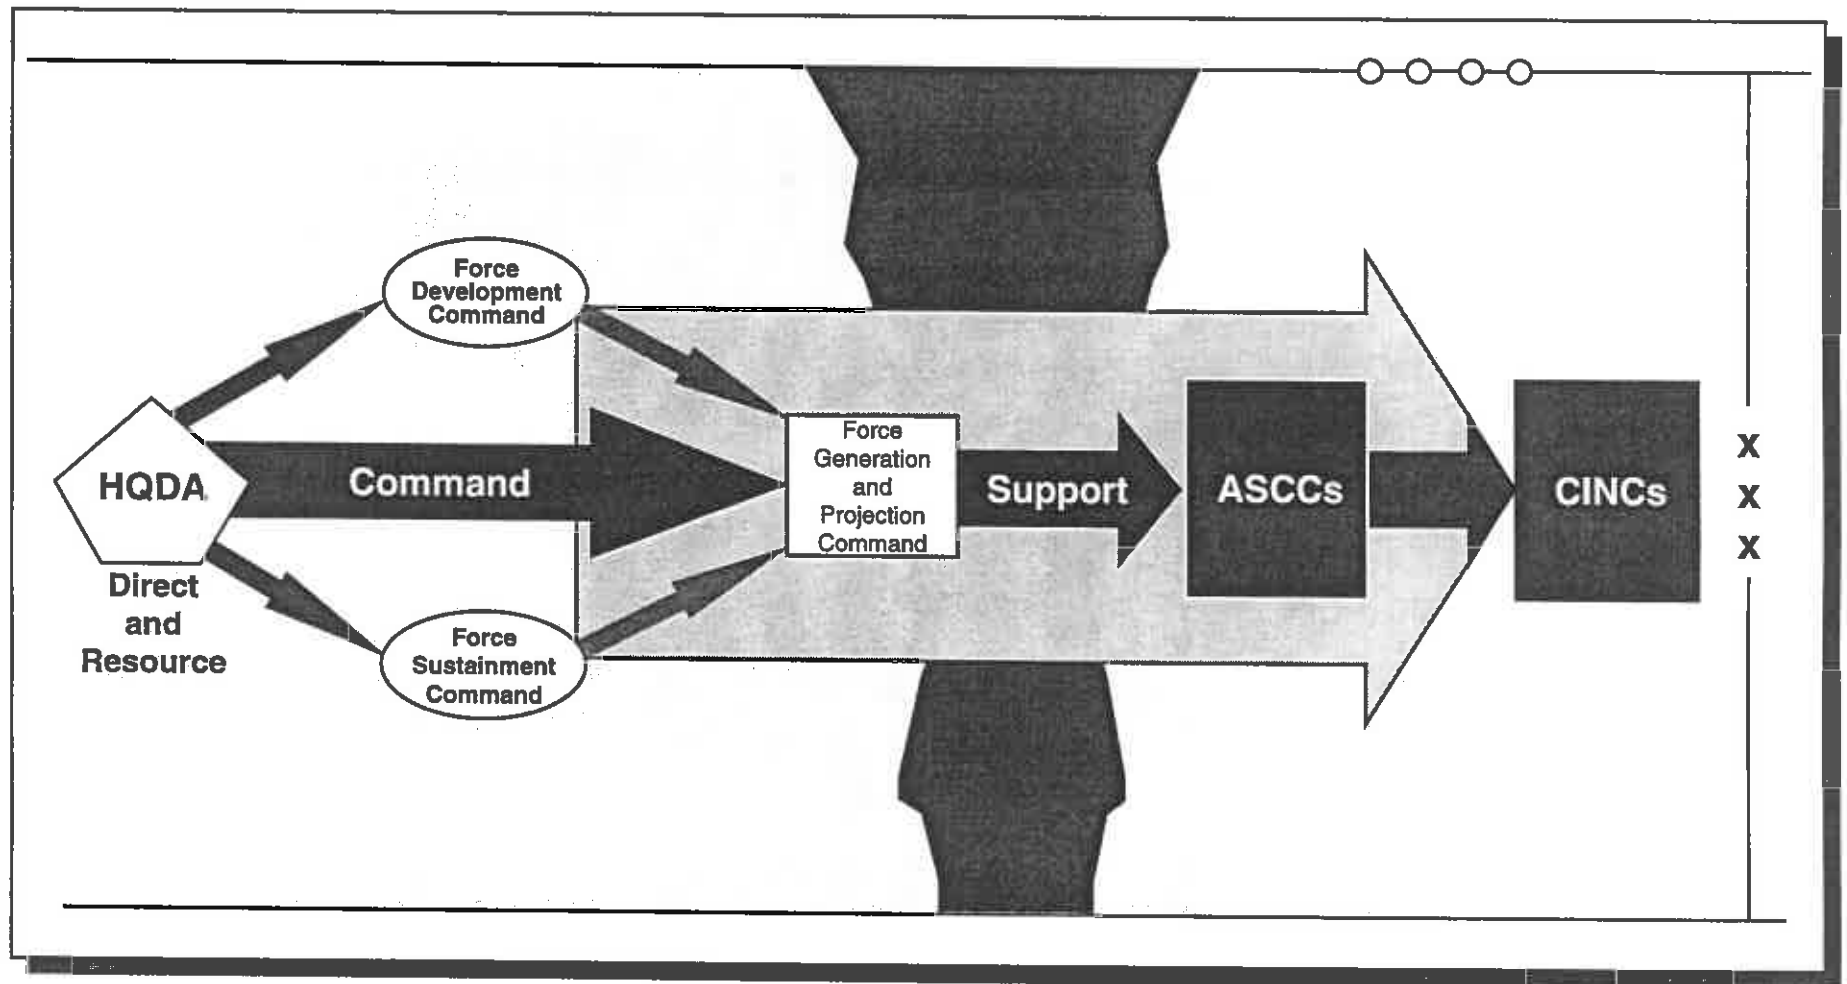 Force
Development
Command
HQDA
Command
Force
Generation
and
Projection
Command
Support
ASCCs
CINCs
X
X
X
Direct
and
Resource
Force
Sustainment
Command